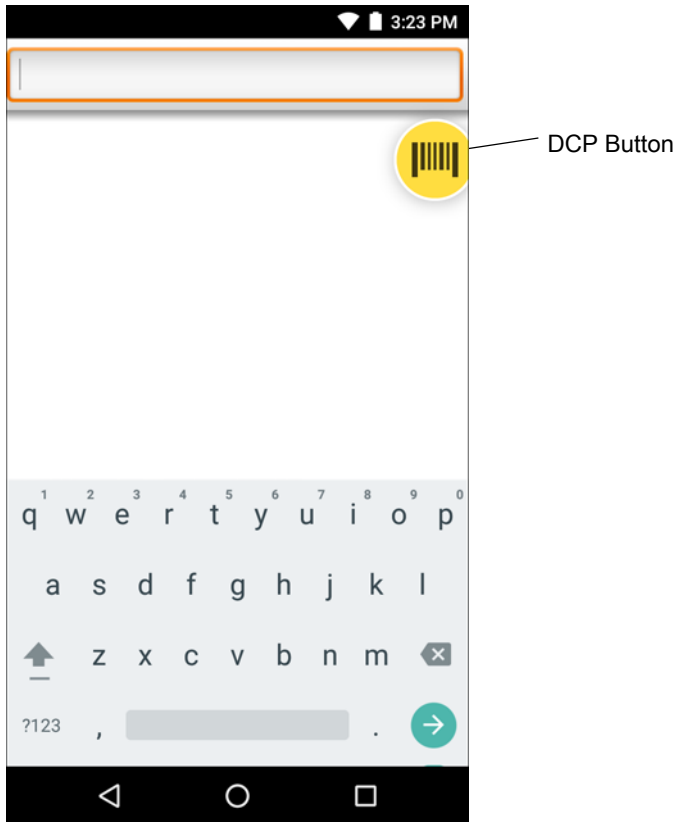 3:23 PM
DCP Button
1 2 3 4 5 6 7 8 9 0
q w e r t y u i o p
a s d f g h j k l
z x c v b n m
?123 , .